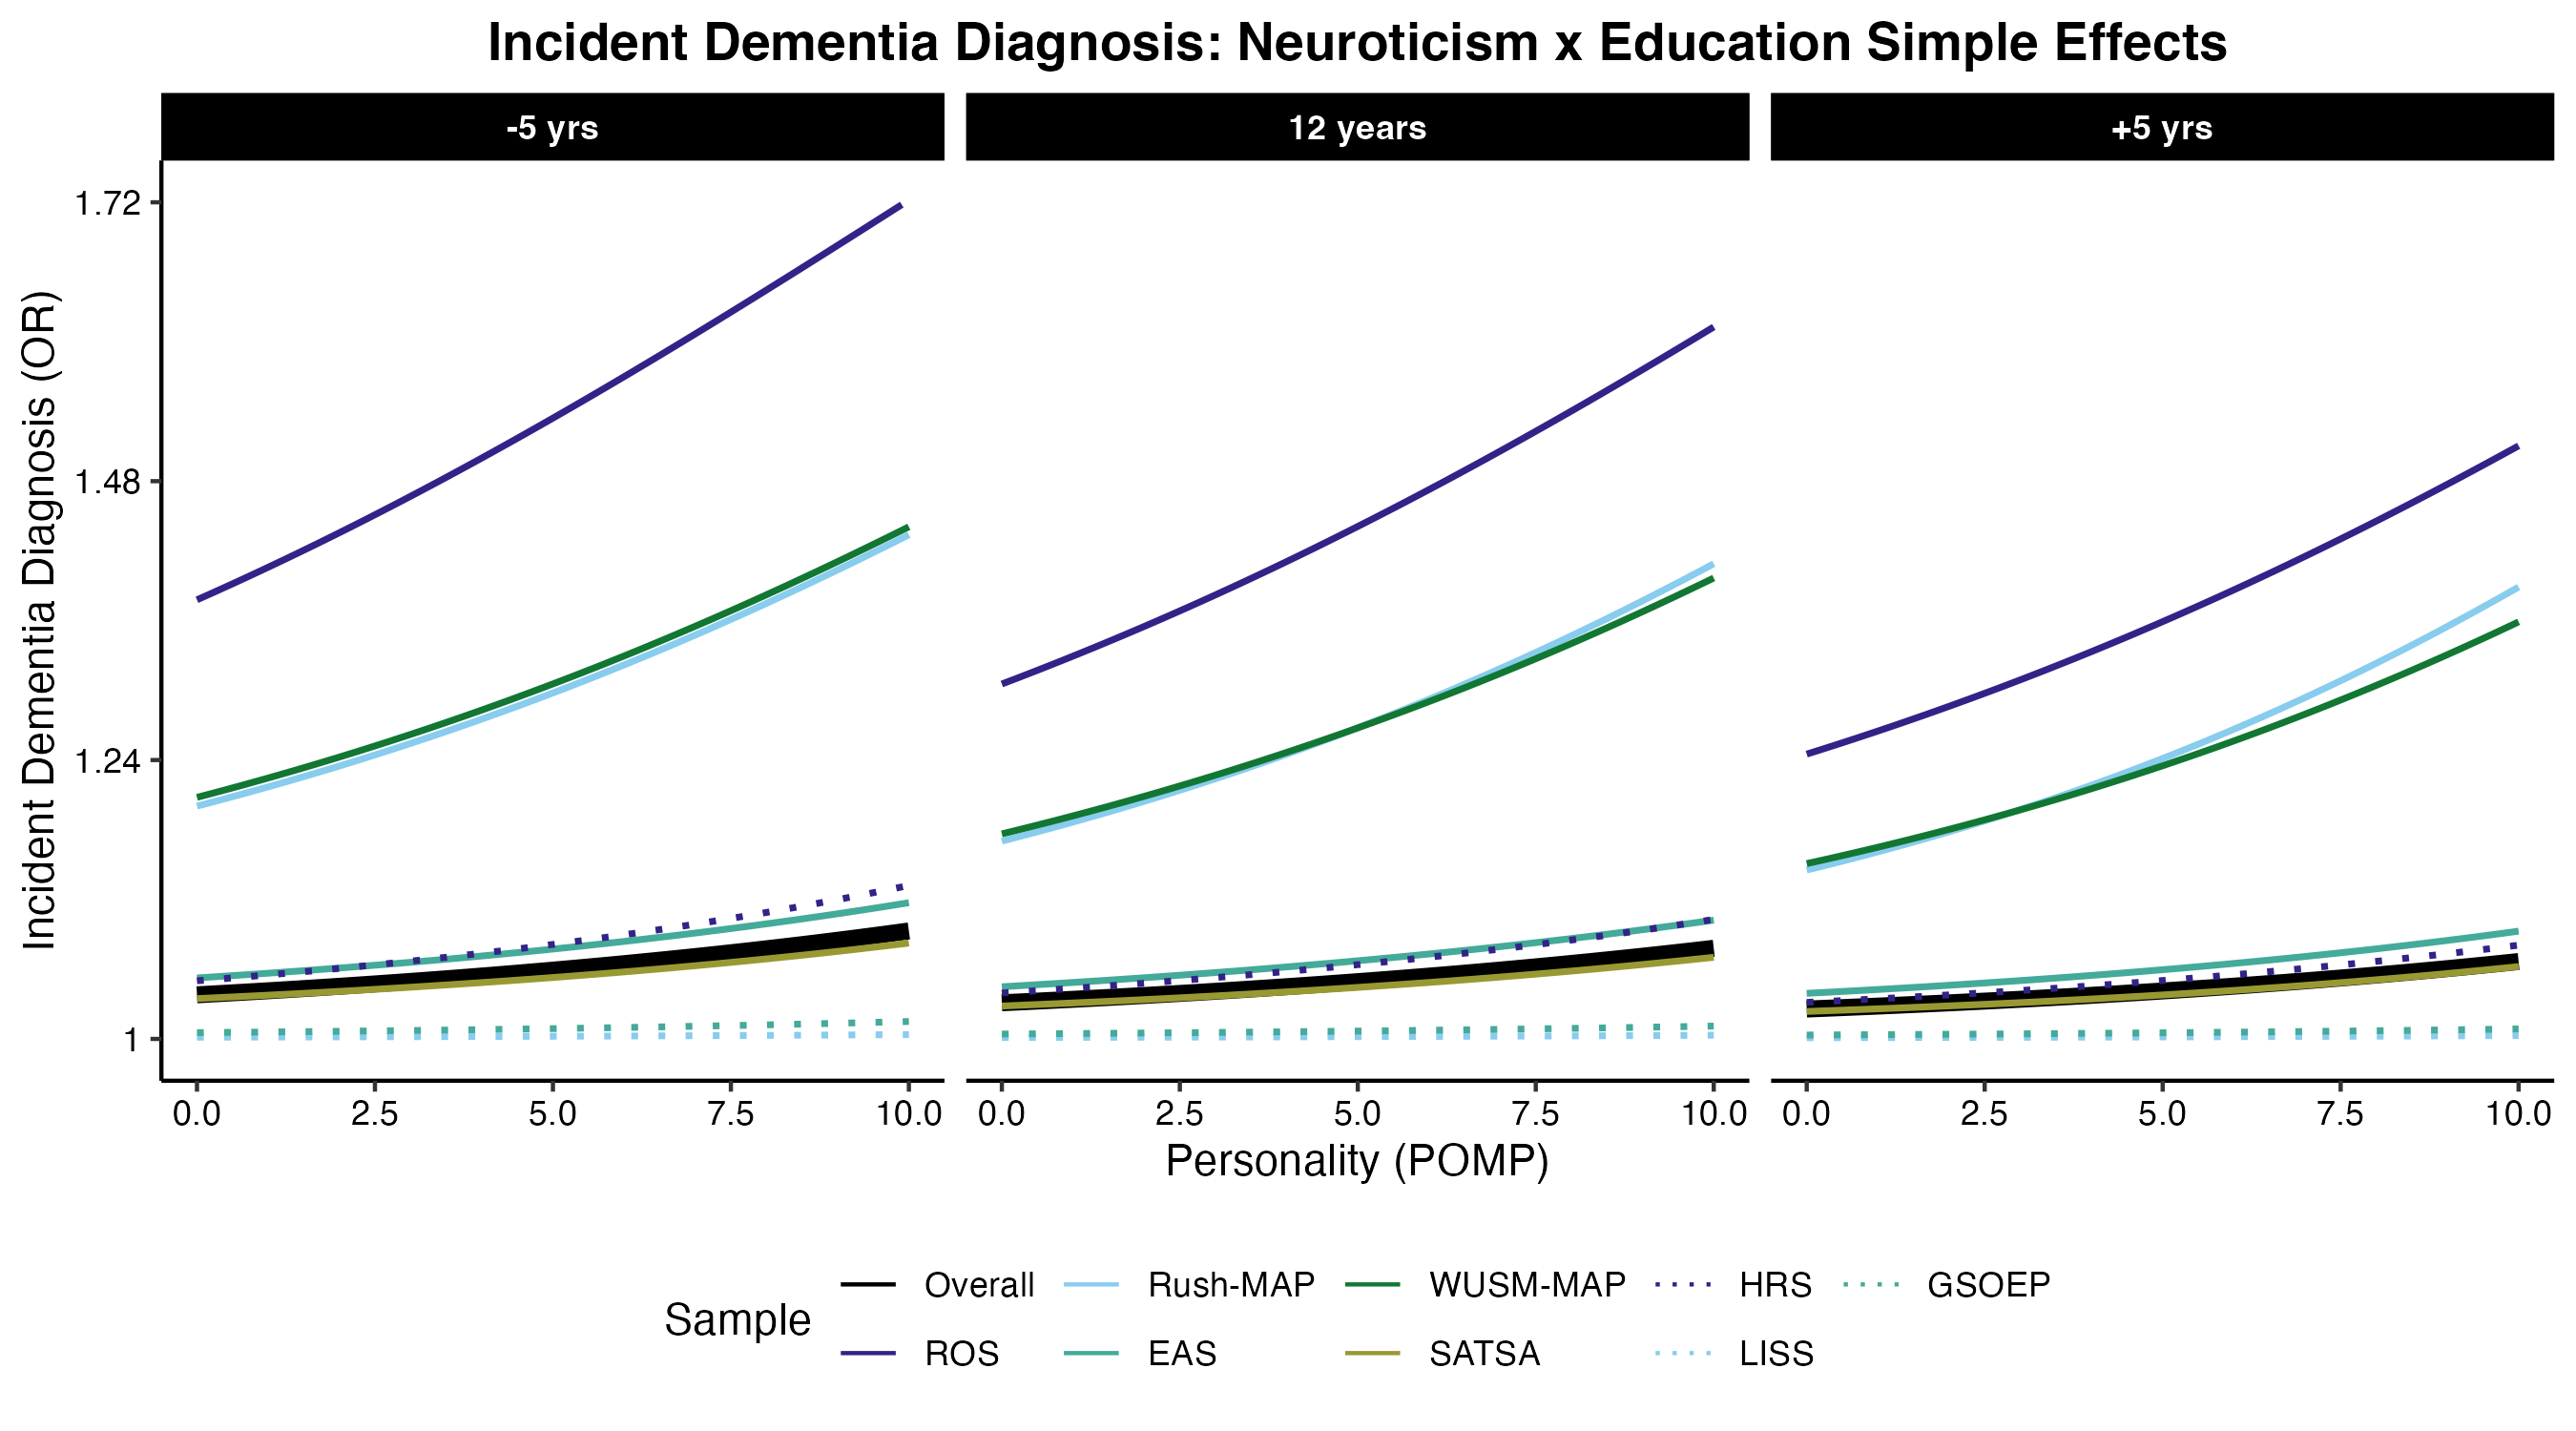 Incident Dementia Diagnosis: Neuroticism x Education Simple Effects
-5 yrs
12 years
+5 yrs
Incident Dementia Diagnosis (OR)
1.72
1.48
1.24
1
0.0 2.5 5.0 7.5 10.0
0.0 2.5 5.0 7.5 10.0
0.0 2.5 5.0 7.5 10.0
Personality (POMP)
Sample
Overall Rush-MAP WUSM-MAP HRS GSOEP
ROS EAS SATSA LISS